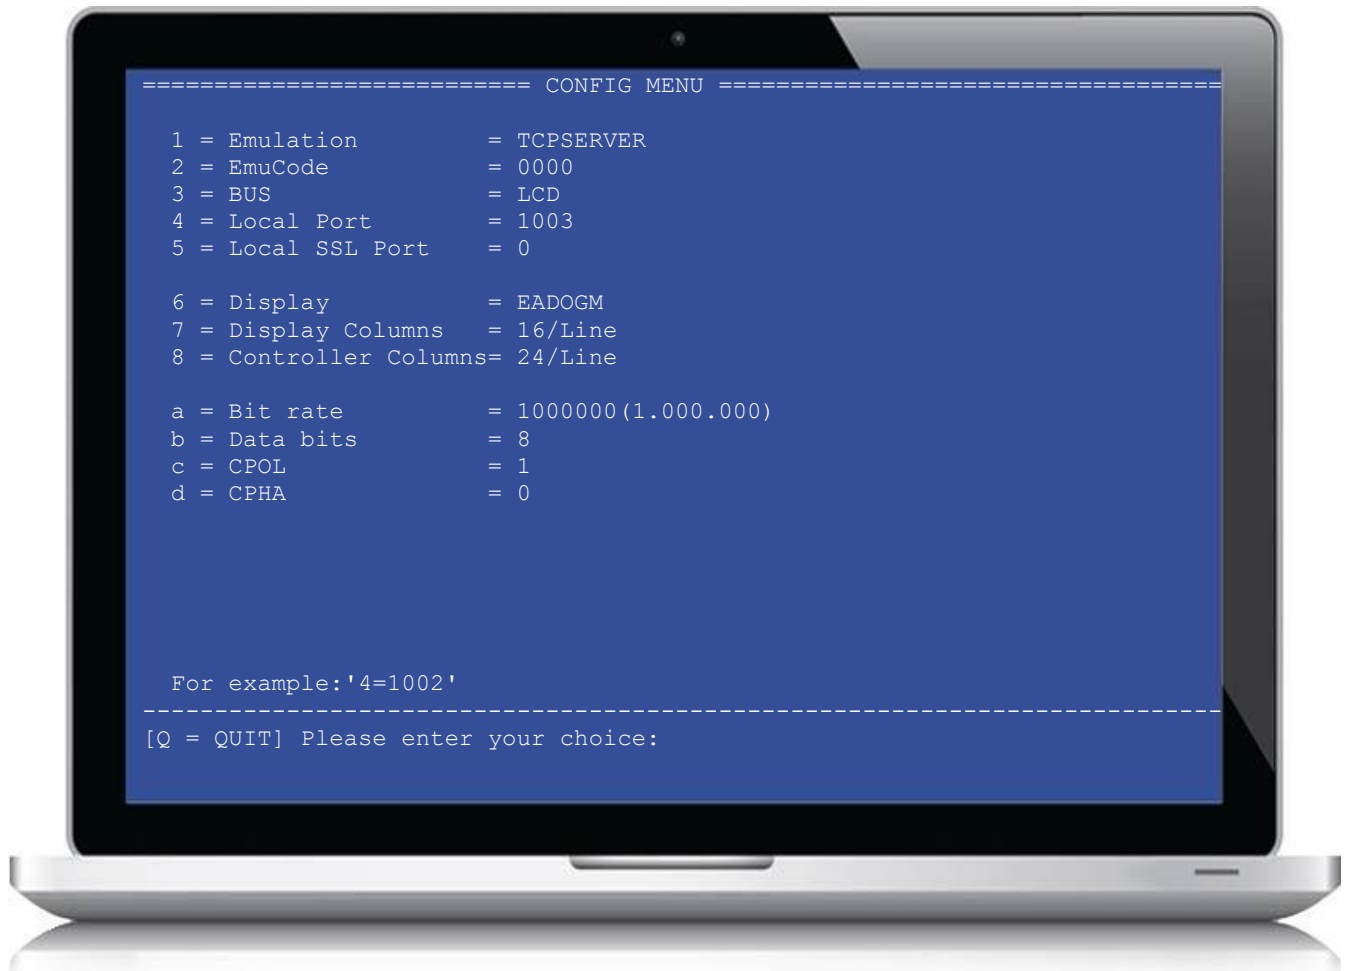 =========================== CONFIG MENU ===================================
1 = Emulation = TCPSERVER
2 = EmuCode = 0000
3 = BUS = LCD
4 = Local Port = 1003
5 = Local SSL Port = 0
6 = Display = EADOGM
7 = Display Columns = 16/Line
8 = Controller Columns= 24/Line
a = Bit rate = 1000000(1.000.000)
b = Data bits = 8
c = CPOL = 1
d = CPHA = 0
For example:'4=1002'
---------------------------------------------------------------------------
[Q = QUIT] Please enter your choice: